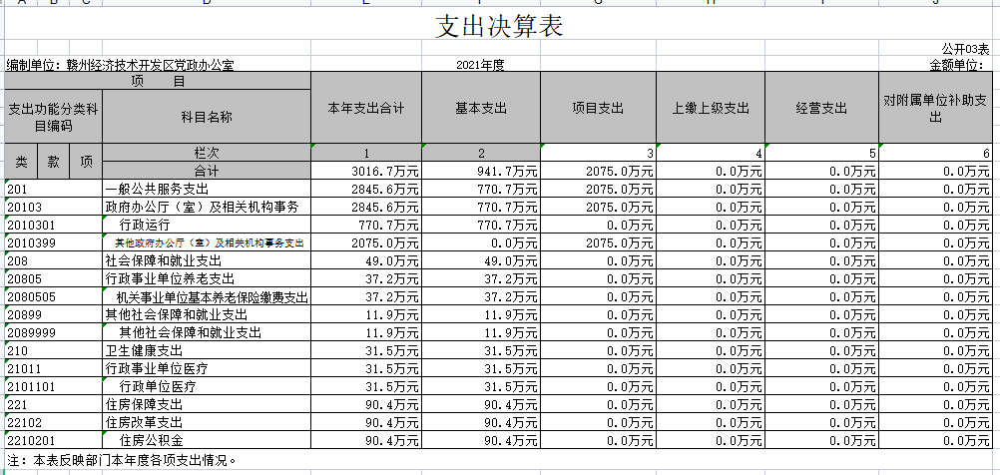 支出决算表
公开03表
编制单位：赣州经济技术开发区党政办公室 2021年度 金额单位：
项 目 本年支出合计 基本支出 项目支出 上缴上级支出 经营支出 对附属单位补助支出
支出功能分类科目编码 科目名称
类 款 项 栏次 1 2 3 4 5 6
合计 3016.7万元 941.7万元 2075.0万元 0.0万元 0.0万元 0.0万元
201 一般公共服务支出 2845.6万元 770.7万元 2075.0万元 0.0万元 0.0万元 0.0万元
20103 政府办公厅（室）及相关机构事务 2845.6万元 770.7万元 2075.0万元 0.0万元 0.0万元 0.0万元
2010301 行政运行 770.7万元 770.7万元 0.0万元 0.0万元 0.0万元 0.0万元
2010399 其他政府办公厅（室）及相关机构事务支出 2075.0万元 0.0万元 2075.0万元 0.0万元 0.0万元 0.0万元
208 社会保障和就业支出 49.0万元 49.0万元 0.0万元 0.0万元 0.0万元 0.0万元
20805 行政事业单位养老支出 37.2万元 37.2万元 0.0万元 0.0万元 0.0万元 0.0万元
2080505 机关事业单位基本养老保险缴费支出 37.2万元 37.2万元 0.0万元 0.0万元 0.0万元 0.0万元
20899 其他社会保障和就业支出 11.9万元 11.9万元 0.0万元 0.0万元 0.0万元 0.0万元
2089999 其他社会保障和就业支出 11.9万元 11.9万元 0.0万元 0.0万元 0.0万元 0.0万元
210 卫生健康支出 31.5万元 31.5万元 0.0万元 0.0万元 0.0万元 0.0万元
21011 行政事业单位医疗 31.5万元 31.5万元 0.0万元 0.0万元 0.0万元 0.0万元
2101101 行政单位医疗 31.5万元 31.5万元 0.0万元 0.0万元 0.0万元 0.0万元
221 住房保障支出 90.4万元 90.4万元 0.0万元 0.0万元 0.0万元 0.0万元
22102 住房改革支出 90.4万元 90.4万元 0.0万元 0.0万元 0.0万元 0.0万元
2210201 住房公积金 90.4万元 90.4万元 0.0万元 0.0万元 0.0万元 0.0万元
注：本表反映部门本年度各项支出情况。